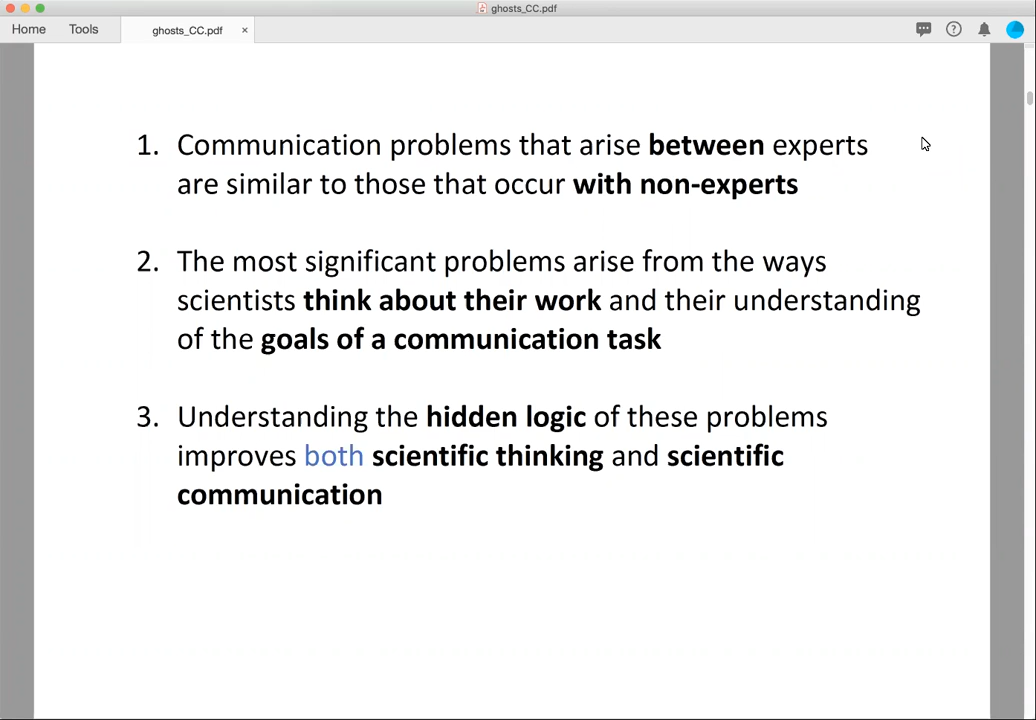 ghosts_CC.pdf
Home Tools ghosts_CC.pdf ×
1. Communication problems that arise between experts
are similar to those that occur with non-experts
2. The most significant problems arise from the ways
scientists think about their work and their understanding
of the goals of a communication task
3. Understanding the hidden logic of these problems
improves both scientific thinking and scientific
communication